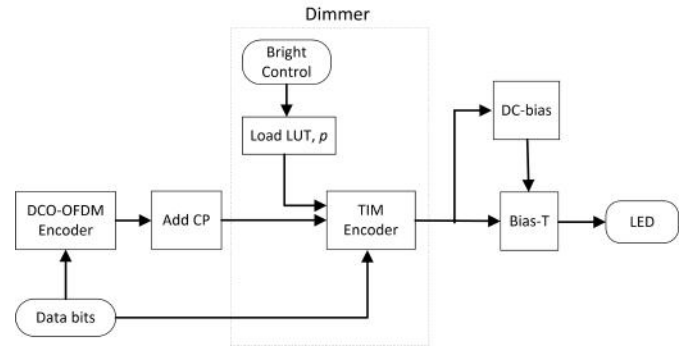 Dimmer
Bright
Control
Load LUT, p
DC-bias
DCO-OFDM
Encoder
Add CP
TIM
Encoder
Bias-T
LED
Data bits